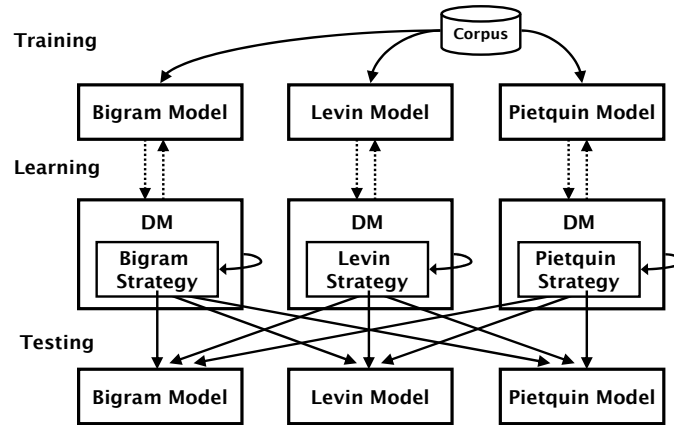 Corpus
Training
Bigram Model
Levin Model
Pietquin Model
Learning
DM
DM
DM
Bigram
Strategy
Levin
Strategy
Pietquin
Strategy
Testing
Bigram Model
Levin Model
Pietquin Model